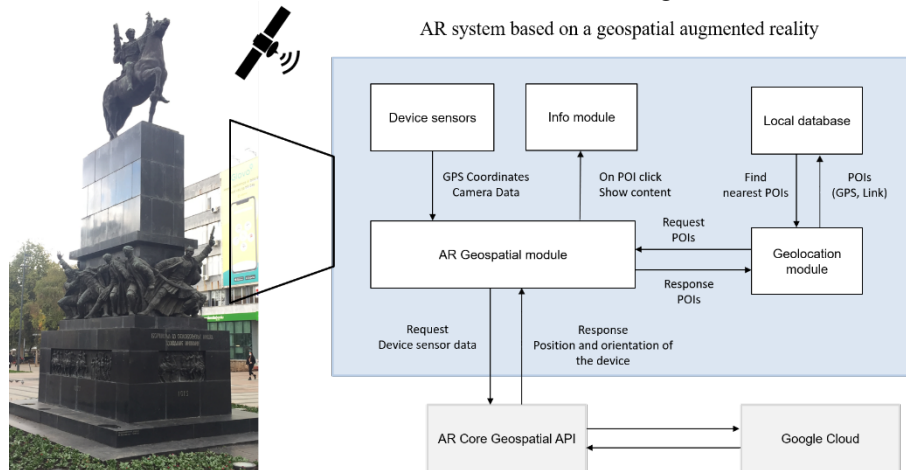 AR system based on a geospatial augmented reality
Device sensors
Info module
Local database
GPS Coordinates
Camera Data
On POI click
Show content
Find
nearest POIs
POIs
(GPS, Link)
Request
POIs
AR Geospatial module
Geolocation
module
Response
POIs
Request
Device sensor data
Response
Position and orientation of
the device
AR Core Geospatial API
Google Cloud